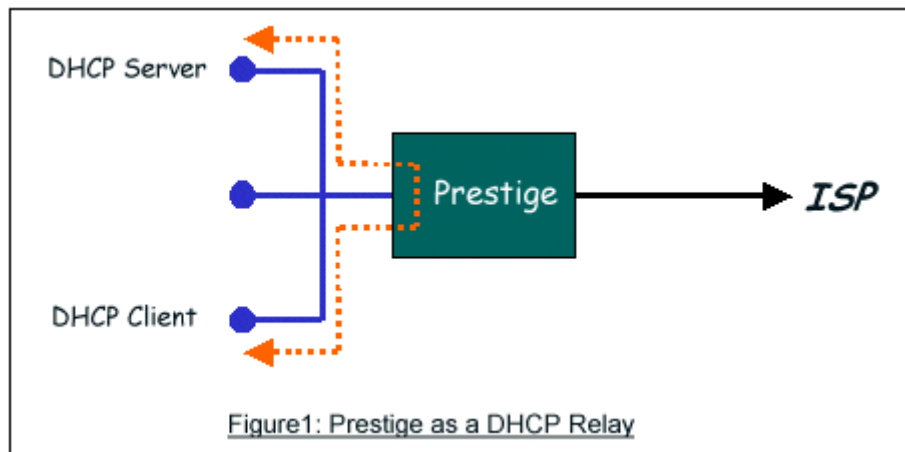 DHCP Server
Prestige
ISP
DHCP Client
Figure1: Prestige as a DHCP Relay